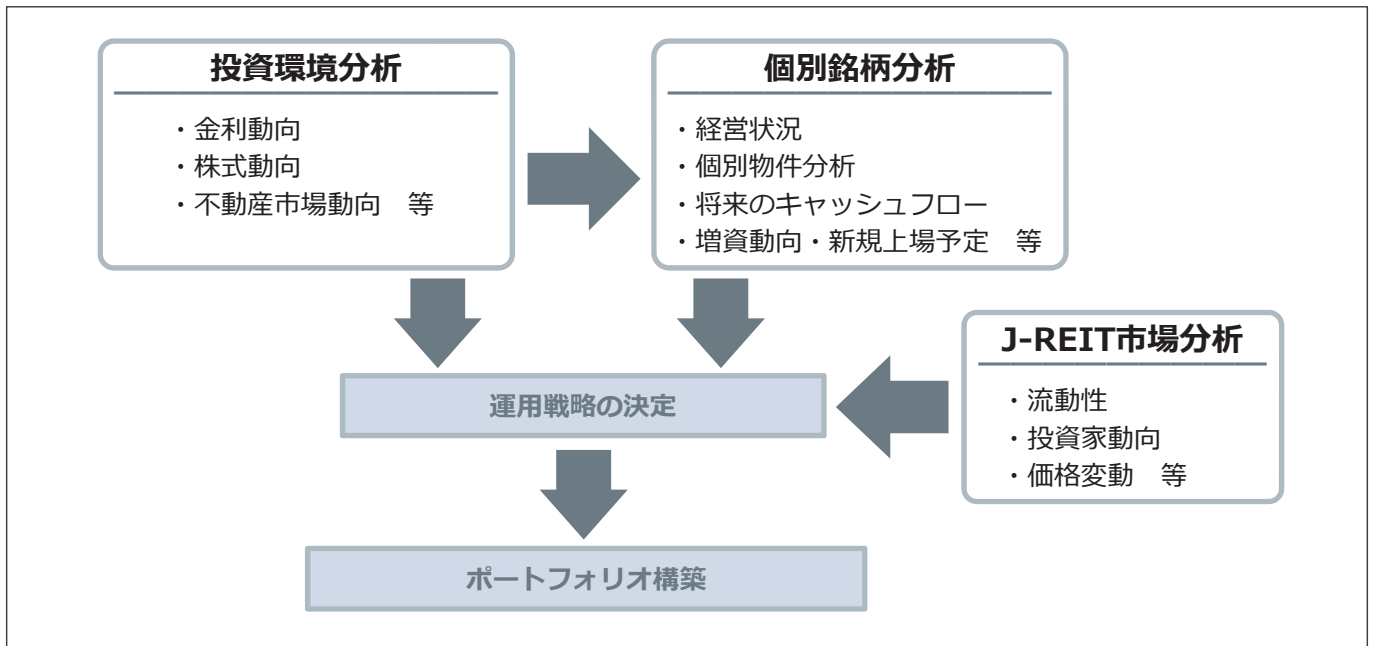 投資環境分析
・金利動向
・株式動向
・不動産市場動向　等
個別銘柄分析
・経営状況
・個別物件分析
・将来のキャッシュフロー
・増資動向・新規上場予定　等
J-REIT市場分析
・流動性
・投資家動向
・価格変動　等
運用戦略の決定
ポートフォリオ構築